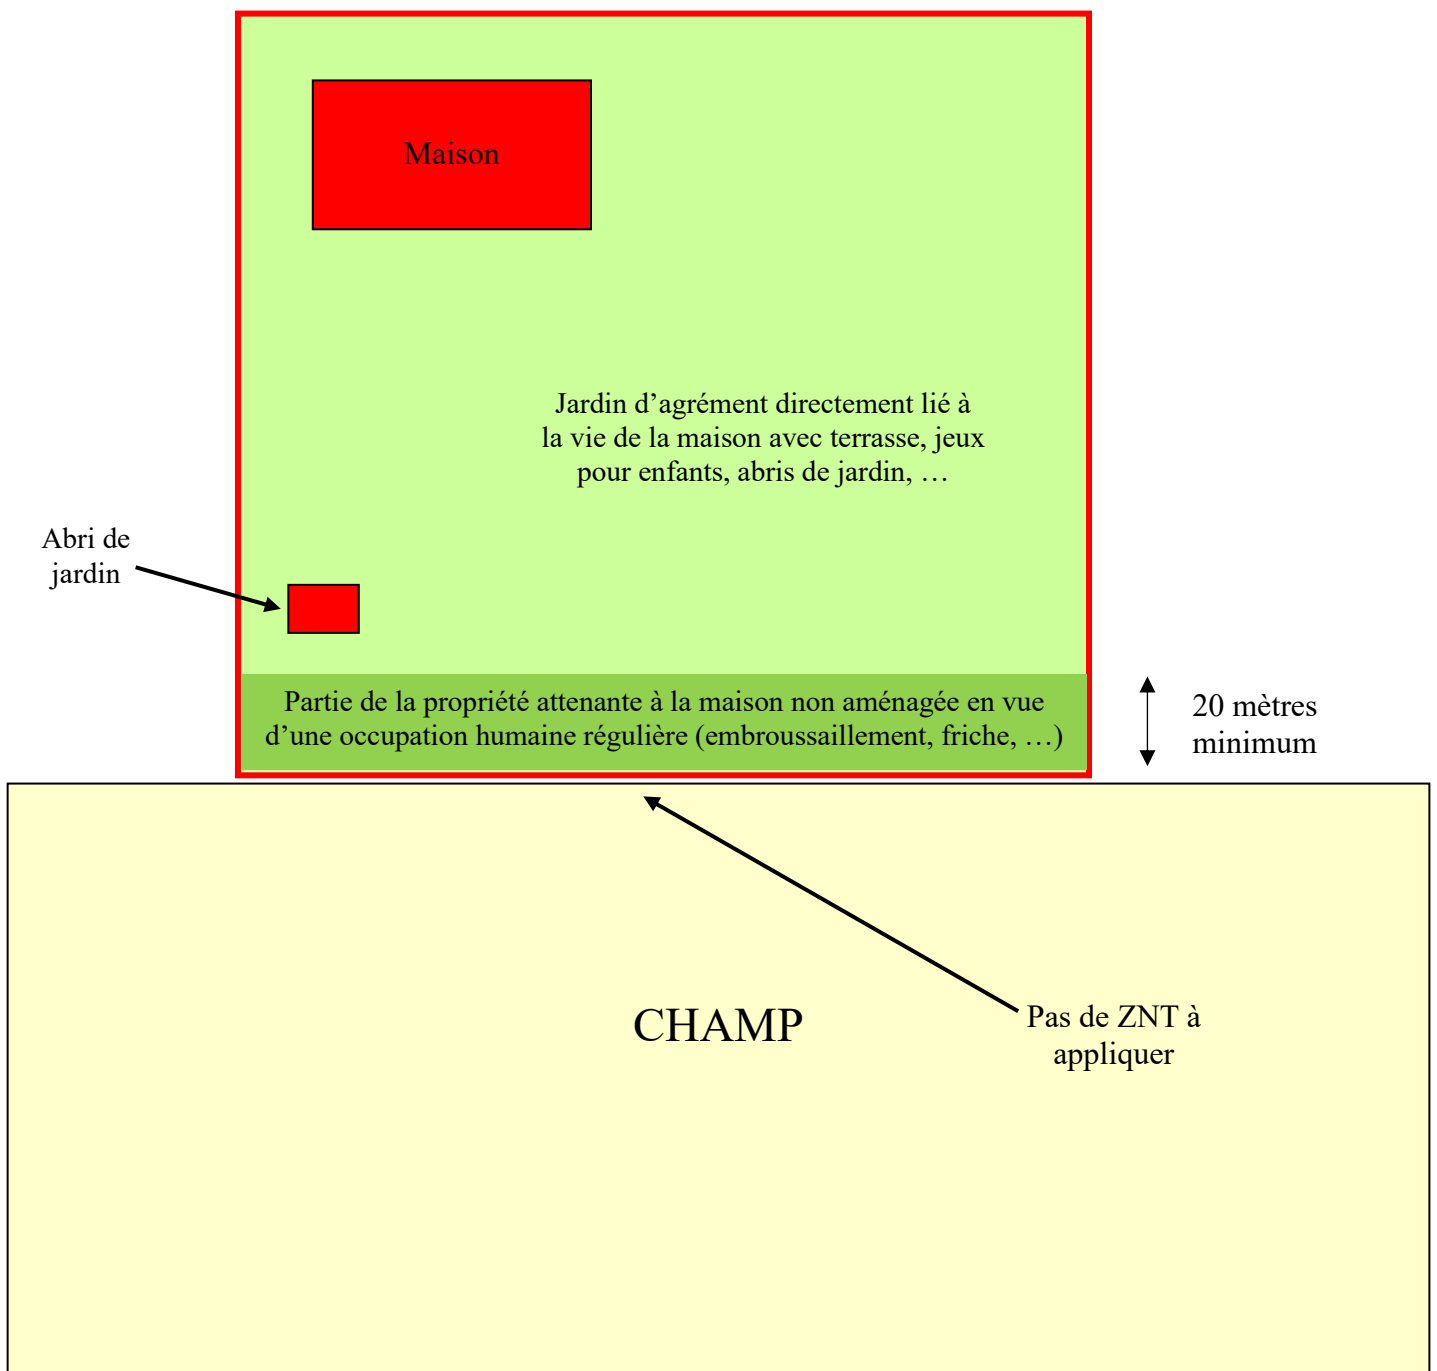 Maison
Jardin d’agrément directement lié à
la vie de la maison avec terrasse, jeux
pour enfants, abris de jardin, …
Abri de
jardin
Partie de la propriété attenante à la maison non aménagée en vue
d’une occupation humaine régulière (embroussaillement, friche, …)
20 mètres
minimum
CHAMP
Pas de ZNT à
appliquer